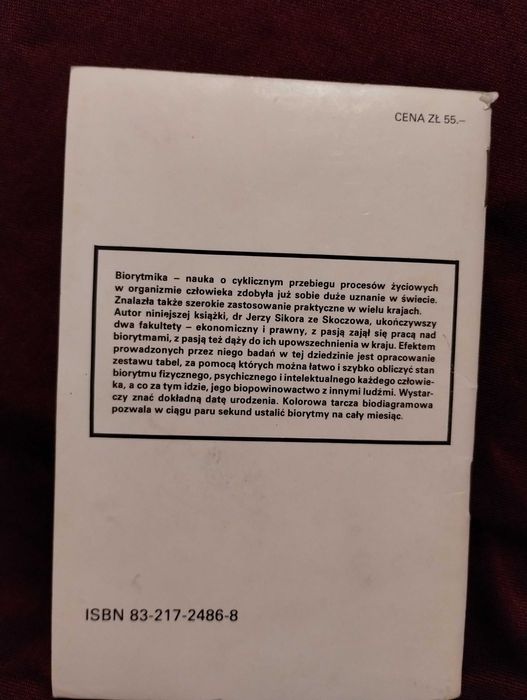 CENA ZŁ 55.–
Biorytmika – nauka o cyklicznym przebiegu procesów życiowych
w organizmie człowieka zdobyła już sobie duże uznanie w świecie.
Znalazła także szerokie zastosowanie praktyczne w wielu krajach.
Autor niniejszej książki, dr Jerzy Sikora ze Skoczowa, ukończywszy
dwa fakultety – ekonomiczny i prawny, z pasją zajął się pracą nad
biorytmami, z pasją też dąży do ich upowszechnienia w kraju. Efektem
prowadzonych przez niego badań w tej dziedzinie jest opracowanie
zestawu tabel, za pomocą których można łatwo i szybko obliczyć stan
biorytmu fizycznego, psychicznego i intelektualnego każdego człowie-
ka, a co za tym idzie, jego biopowinowactwo z innymi ludźmi. Wystar-
czy znać dokładną datę urodzenia. Kolorowa tarcza biodiagramowa
pozwala w ciągu paru sekund ustalić biorytmy na cały miesiąc.
ISBN 83-217-2486-8